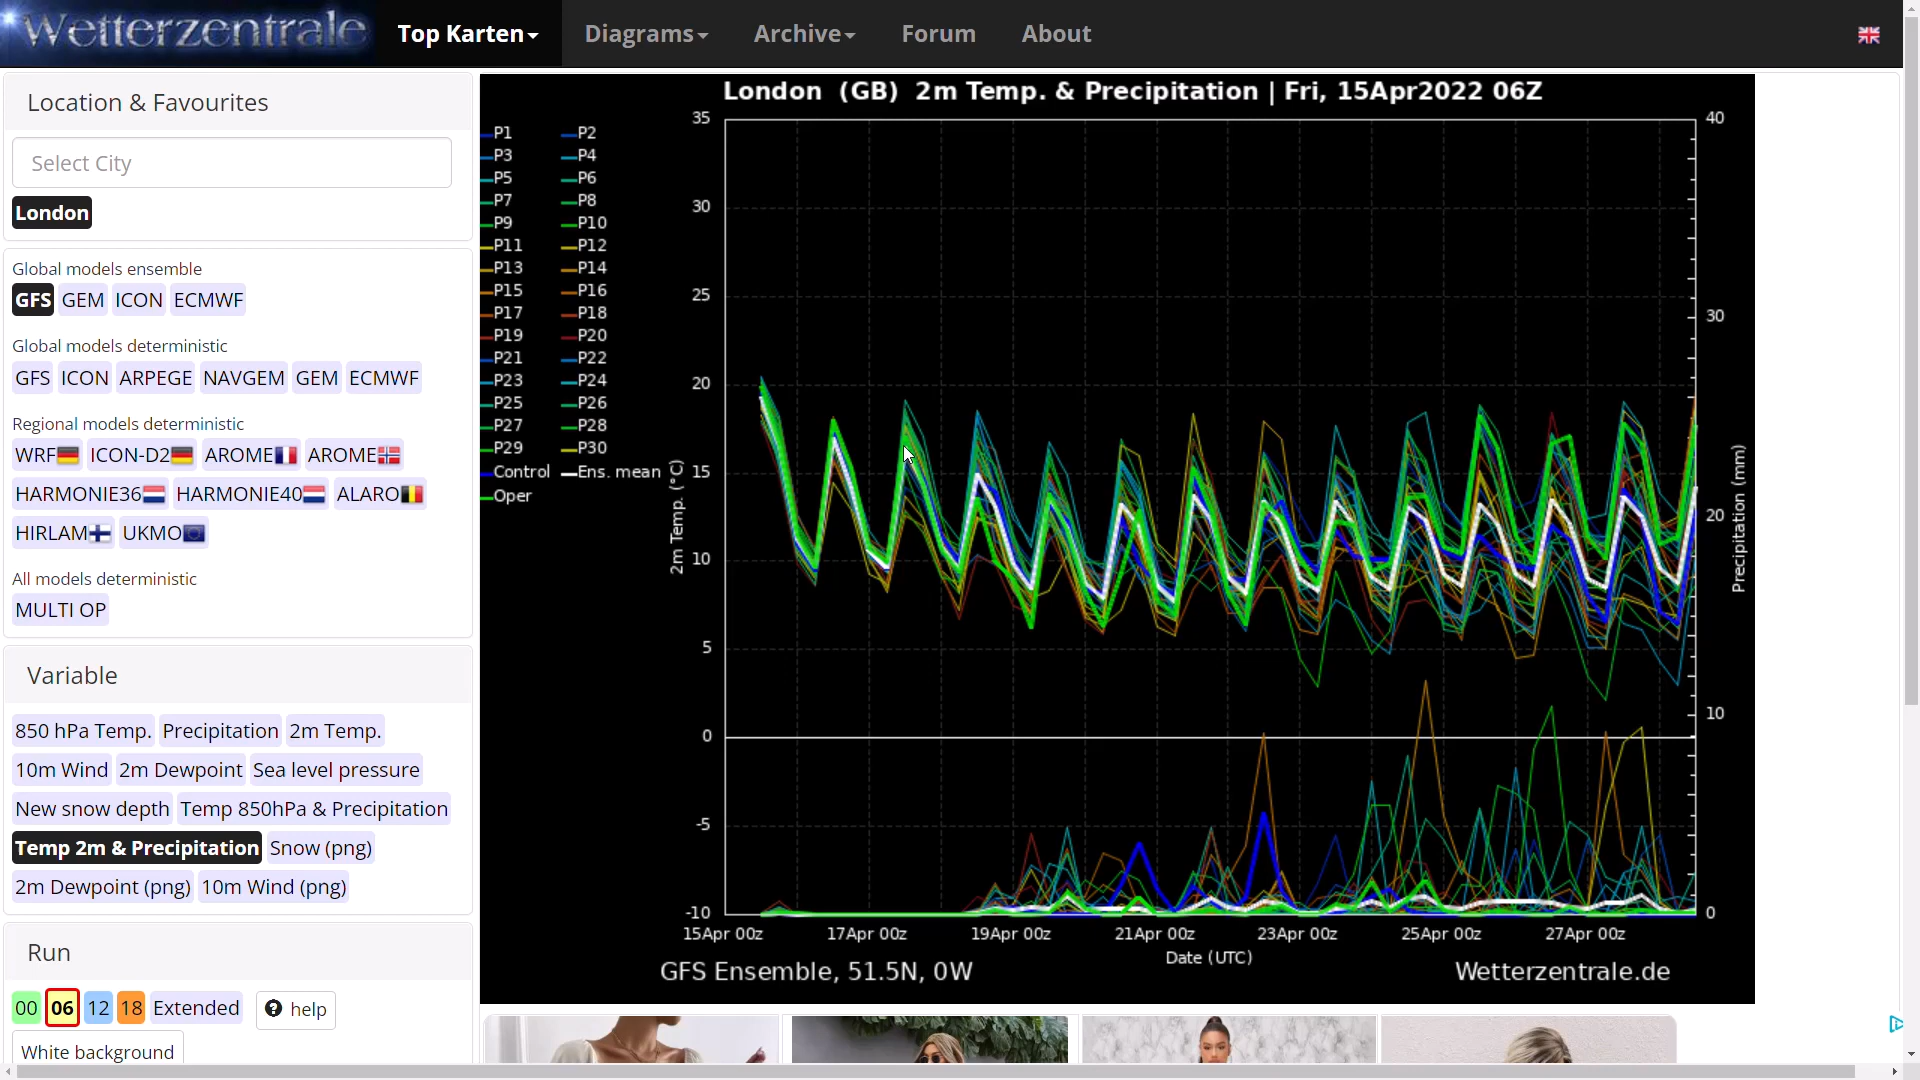 Wetterzentrale Top Karten Diagrams Archive Forum About
Location & Favourites
Select City
London
Global models ensemble
GFS GEM ICON ECMWF
Global models deterministic
GFS ICON ARPEGE NAVGEM GEM ECMWF
Regional models deterministic
WRF ICON-D2 AROME AROME
HARMONIE36 HARMONIE40 ALARO
HIRLAM UKMO
All models deterministic
MULTI OP
Variable
850 hPa Temp. Precipitation 2m Temp.
10m Wind 2m Dewpoint Sea level pressure
New snow depth Temp 850hPa & Precipitation
Temp 2m & Precipitation Snow (png)
2m Dewpoint (png) 10m Wind (png)
Run
00 06 12 18 Extended help
White background
London (GB) 2m Temp. & Precipitation | Fri, 15Apr2022 06Z
P1 P2
P3 P4
P5 P6
P7 P8
P9 P10
P11 P12
P13 P14
P15 P16
P17 P18
P19 P20
P21 P22
P23 P24
P25 P26
P27 P28
P29 P30
Control Ens. mean
Oper
2m Temp. (°C)
35
30
25
20
15
10
5
0
-5
-10
40
30
20
10
0
Precipitation (mm)
15Apr 00z 17Apr 00z 19Apr 00z 21Apr 00z 23Apr 00z 25Apr 00z 27Apr 00z
Date (UTC)
GFS Ensemble, 51.5N, 0W Wetterzentrale.de